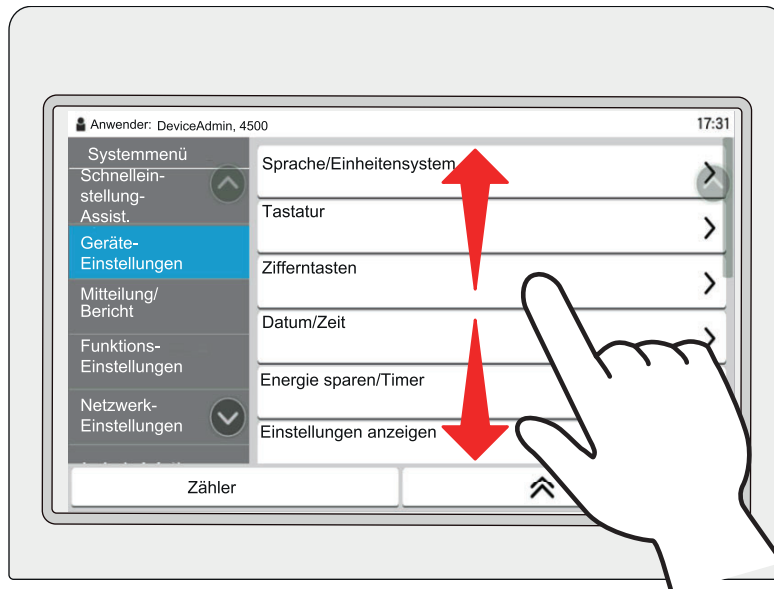 Anwender: DeviceAdmin, 4500
17:31
Systemmenü
Schnellein-
stellung-
Assist.
Geräte-
Einstellungen
Mitteilung/
Bericht
Funktions-
Einstellungen
Netzwerk-
Einstellungen
Sprache/Einheitensystem
Tastatur
Zifferntasten
Datum/Zeit
Energie sparen/Timer
Einstellungen anzeigen
Zähler